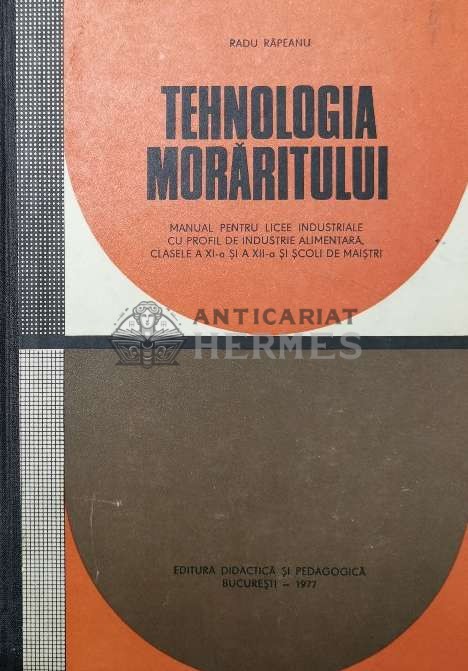 RADU RĂPEANU
TEHNOLOGIA
MORĂRITULUI
MANUAL PENTRU LICEE INDUSTRIALE
CU PROFIL DE INDUSTRIE ALIMENTARĂ,
CLASELE A XI-a ȘI A XII-a ȘI ȘCOLI DE MAIȘTRI
ANTICARIAT
HERMES
EDITURA DIDACTICĂ ȘI PEDAGOGICĂ
BUCUREȘTI – 1977